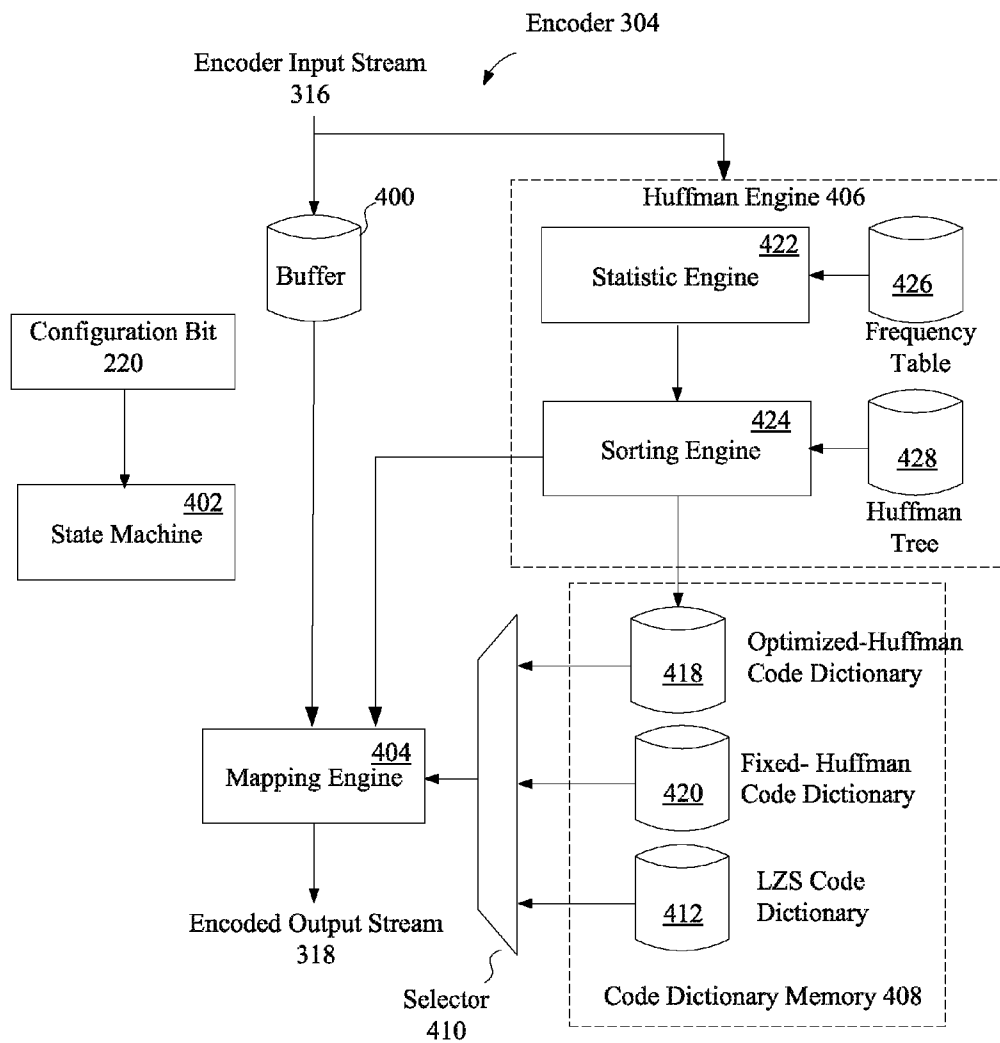 Encoder 304
Encoder Input Stream
316
400
Buffer
Huffman Engine 406
422
Statistic Engine
426
Frequency
Table
Configuration Bit
220
424
Sorting Engine
428
Huffman
Tree
402
State Machine
418
Optimized-Huffman
Code Dictionary
404
Mapping Engine
420
Fixed- Huffman
Code Dictionary
412
LZS Code
Dictionary
Encoded Output Stream
318
Selector
410
Code Dictionary Memory 408